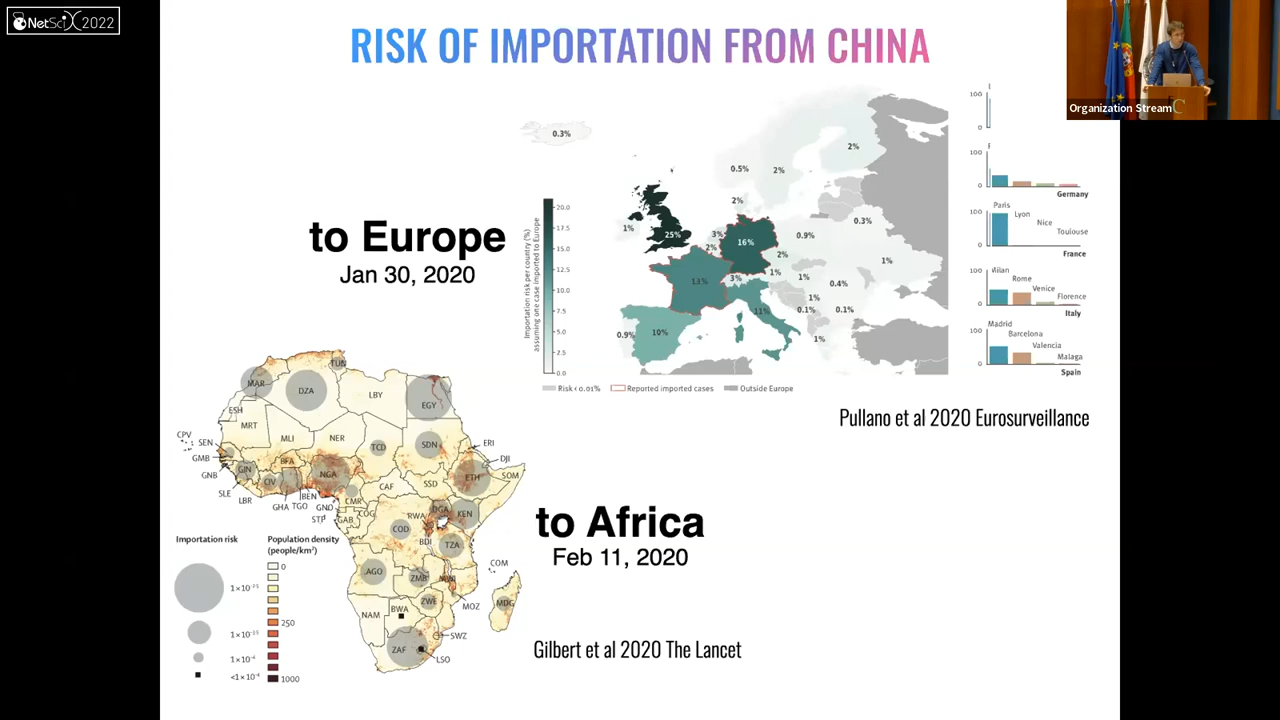 NetSciX 2022
RISK OF IMPORTATION FROM CHINA
Organization Stream
to Europe
Jan 30, 2020
Importation risk per country (%)
assuming one case imported to Europe
20.0
17.5
15.0
12.5
10.0
7.5
5.0
2.5
0.0
0.3%
2%
0.5%
2%
2%
1%
25%
3%
2%
16%
0.9%
0.3%
2%
1%
13%
3%
1%
1%
0.4%
1%
0.1%
0.1%
11%
0.9%
10%
1%
Risk < 0.01%
Reported imported cases
Outside Europe
100
0
100
0
Germany
Paris
Lyon
Nice
Toulouse
100
0
France
Rome
Venice
Florence
100
0
Italy
Madrid
Barcelona
Valencia
Malaga
100
0
Spain
Pullano et al 2020 Eurosurveillance
TUN
MAR
DZA
LBY
EGY
ESH
MRT
MLI
NER
TCD
SDN
ERI
CPV
SEN
GMB
GNB
GIN
BFA
NGA
DJI
SOM
ETH
SLE
LBR
CIV
GHA
TGO
BEN
CMR
CAF
SSD
GNQ
STP
GAB
COG
RWA
UGA
KEN
COD
BDI
TZA
COM
AGO
ZMB
MWI
MOZ
MDG
NAM
BWA
ZWE
SWZ
ZAF
LSO
Importation risk
Population density
(people/km²)
0
250
1000
1×10
1×10
1×10
<1×10
to Africa
Feb 11, 2020
Gilbert et al 2020 The Lancet